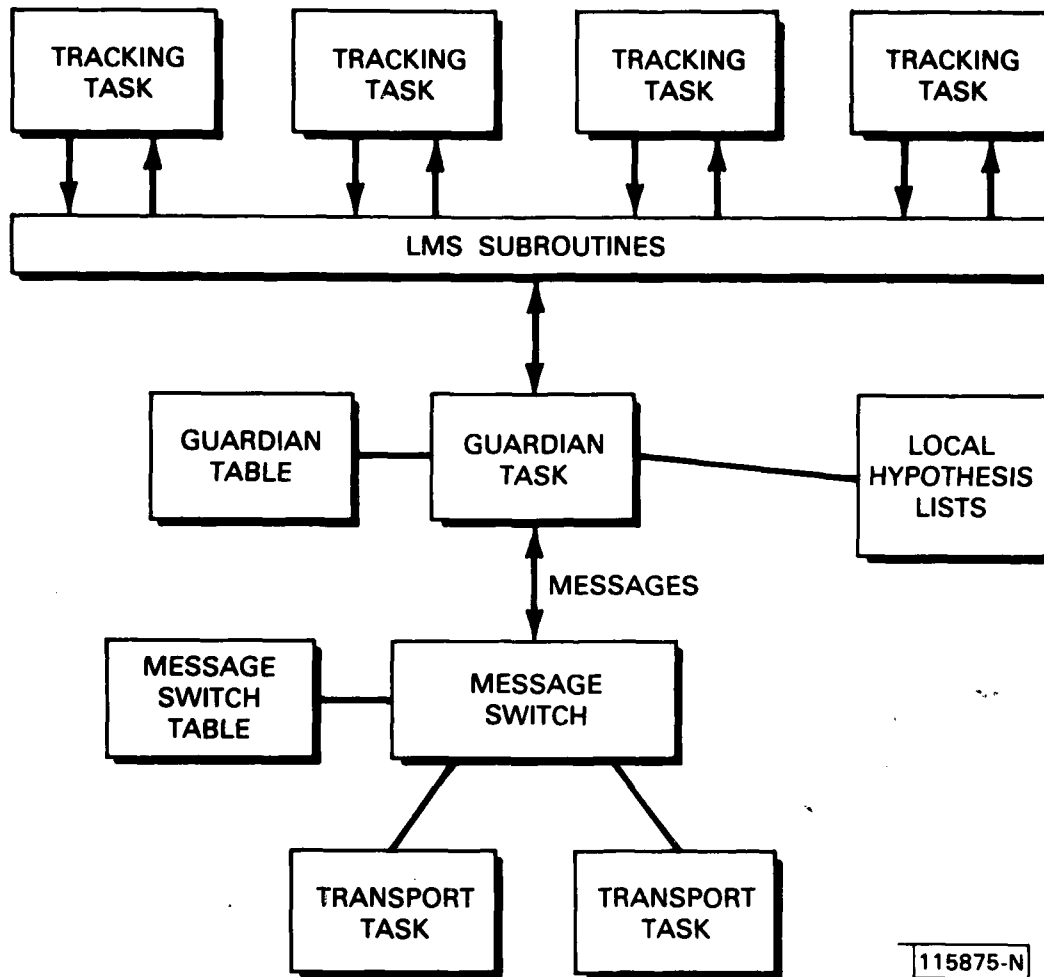 TRACKING
TASK
TRACKING
TASK
TRACKING
TASK
TRACKING
TASK
LMS SUBROUTINES
GUARDIAN
TABLE
GUARDIAN
TASK
LOCAL
HYPOTHESIS
LISTS
MESSAGES
MESSAGE
SWITCH
TABLE
MESSAGE
SWITCH
TRANSPORT
TASK
TRANSPORT
TASK
115875-N